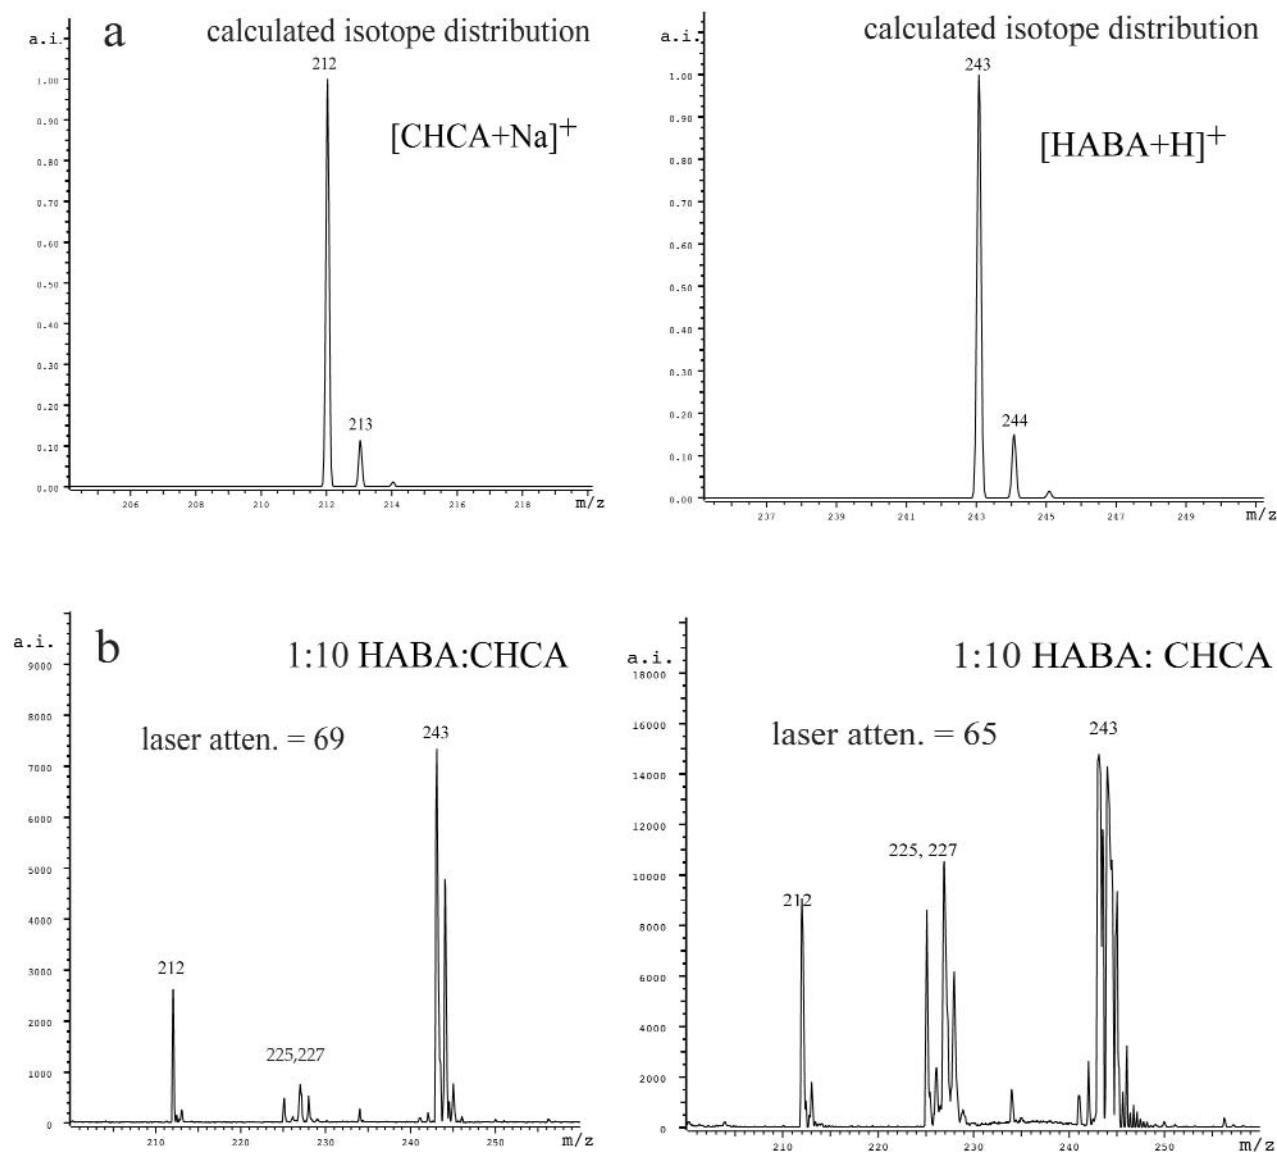 a calculated isotope distribution
a.i.
212
[CHCA+Na]+
213
1.00
0.90
0.80
0.70
0.60
0.50
0.40
0.30
0.20
0.10
0.00
206 208 210 212 214 216 218
m/z
calculated isotope distribution
a.i.
243
[HABA+H]+
244
1.00
0.90
0.80
0.70
0.60
0.50
0.40
0.30
0.20
0.10
0.00
237 239 241 243 245 247 249
m/z
b 1:10 HABA:CHCA
a.i.
laser atten. = 69
243
212
225,227
9000
8000
7000
6000
5000
4000
3000
2000
1000
0
210 220 230 240 250
m/z
1:10 HABA: CHCA
a.i.
laser atten. = 65
243
225, 227
212
18000
16000
14000
12000
10000
8000
6000
4000
2000
0
210 220 230 240 250
m/z